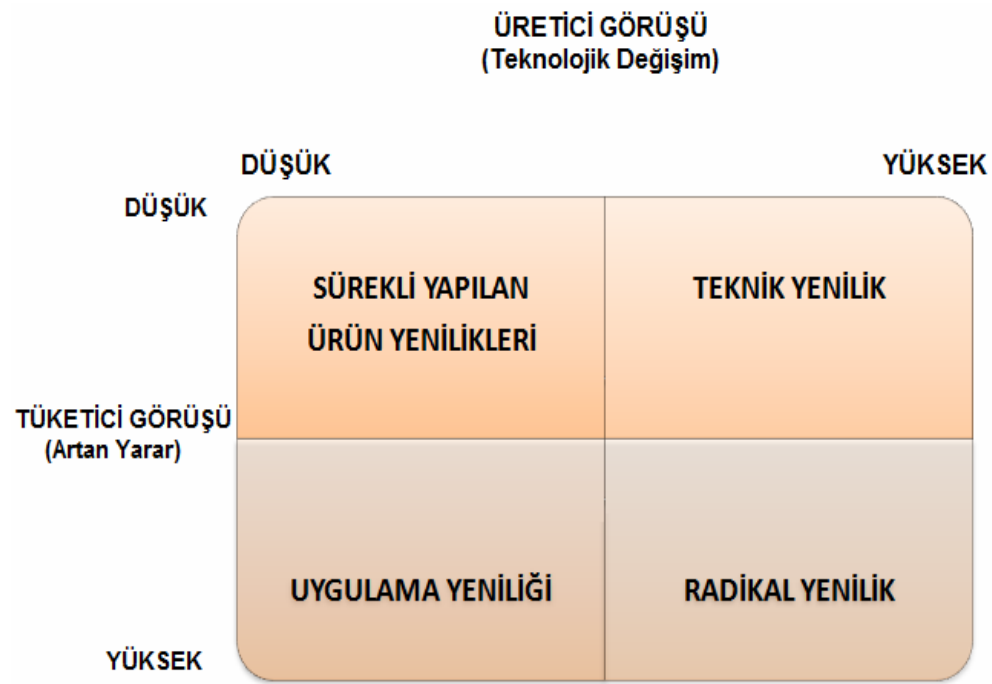 ÜRETİCİ GÖRÜŞÜ
(Teknolojik Değişim)
DÜŞÜK
YÜKSEK
DÜŞÜK
SÜREKLİ YAPILAN
ÜRÜN YENİLİKLERİ
TEKNİK YENİLİK
TÜKETİCİ GÖRÜŞÜ
(Artan Yarar)
UYGULAMA YENİLİĞİ
RADİKAL YENİLİK
YÜKSEK